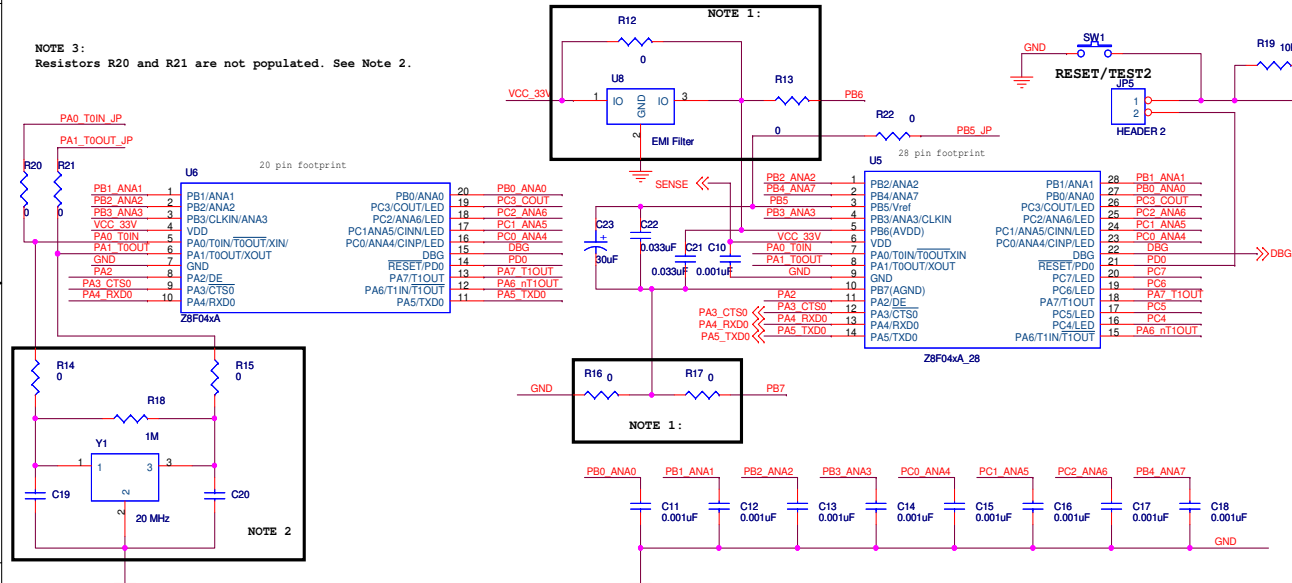 NOTE 3:
Resistors R20 and R21 are not populated. See Note 2.
NOTE 1:
R12
0
U8
VCC_33V
1
IO
GND
IO
3
2
EMI Filter
R13
0
PB6
R22
0
PB5_JP
GND
SW1
RESET/TEST2
JP5
1
2
HEADER 2
R19
PA0_T0IN_JP
PA1_T0OUT_JP
R20
0
R21
0
20 pin footprint
U6
PB1_ANA1 1 PB1/ANA1
PB2_ANA2 2 PB2/ANA2
PB3_ANA3 3 PB3/CLKIN/ANA3
VCC_33V 4 VDD
PA0_T0IN 5 PA0/T0IN/T0OUT/XIN/
PA1_T0OUT 6 PA1/T0OUT/XOUT
GND 7 GND
PA2 8 PA2/DE
PA3_CTS0 9 PA3/CTS0
PA4_RXD0 10 PA4/RXD0
PB0/ANA0 20 PB0_ANA0
PC3/COUT/LED 19 PC3_COUT
PC2/ANA6/LED 18 PC2_ANA6
PC1ANA5/CINN/LED 17 PC1_ANA5
PC0/ANA4/CINP/LED 16 PC0_ANA4
DBG 15 DBG
RESET/PD0 14 PD0
PA7/T1OUT 13 PA7_T1OUT
PA6/T1IN/T1OUT 12 PA6_nT1OUT
PA5/TXD0 11 PA5_TXD0
Z8F04xA
SENSE
C23
+
30uF
C22
0.033uF
C21
0.033uF
C10
0.001uF
28 pin footprint
U5
PB2_ANA2 1 PB2/ANA2
PB4_ANA7 2 PB4/ANA7
PB5 3 PB5/Vref
PB3_ANA3 4 PB3/ANA3/CLKIN
5 PB6(AVDD)
VCC_33V 6 VDD
PA0_T0IN 7 PA0/T0IN/T0OUTXIN
PA1_T0OUT 8 PA1/T0OUT/XOUT
GND 9 GND
10 PB7(AGND)
PA2 11 PA2/DE
PA3_CTS0 PA3_CTS0 12 PA3/CTS0
PA4_RXD0 PA4_RXD0 13 PA4/RXD0
PA5_TXD0 PA5_TXD0 14 PA5/TXD0
PB1/ANA1 28 PB1_ANA1
PB0/ANA0 27 PB0_ANA0
PC3/COUT/LED 26 PC3_COUT
PC2/ANA6/LED 25 PC2_ANA6
PC1/ANA5/CINN/LED 24 PC1_ANA5
PC0/ANA4/CINP/LED 23 PC0_ANA4
DBG 22 DBG
RESET/PD0 21 PD0
PC7/LED 20 PC7
PC6/LED 19 PC6
PA7/T1OUT 18 PA7_T1OUT
PC5/LED 17 PC5
PC4/LED 16 PC4
PA6/T1IN/T1OUT 15 PA6_nT1OUT
DBG
Z8F04xA_28
R14
0
R15
0
R18
1M
Y1
1
1
3
3
2
2
20 MHz
C19
C20
NOTE 2
GND
R16
0
R17
0
PB7
NOTE 1:
PB0_ANA0
PB1_ANA1
PB2_ANA2
PB3_ANA3
PC0_ANA4
PC1_ANA5
PC2_ANA6
PB4_ANA7
C11
0.001uF
C12
0.001uF
C13
0.001uF
C14
0.001uF
C15
0.001uF
C16
0.001uF
C17
0.001uF
C18
0.001uF
GND